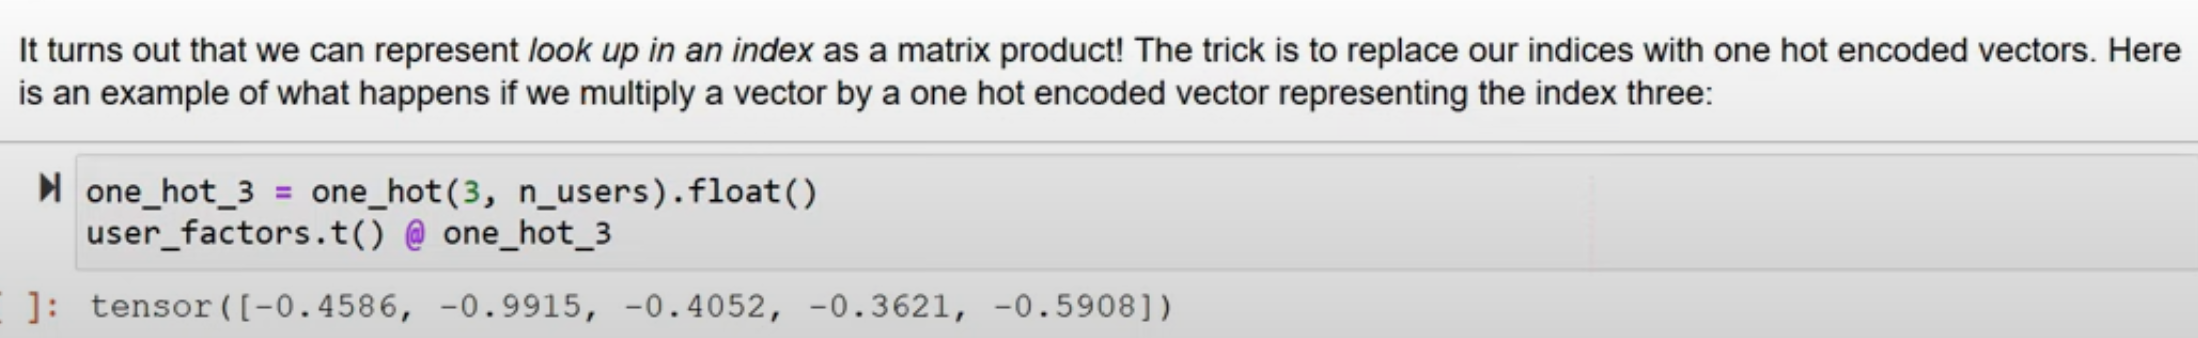 It turns out that we can represent look up in an index as a matrix product! The trick is to replace our indices with one hot encoded vectors. Here
is an example of what happens if we multiply a vector by a one hot encoded vector representing the index three:
one_hot_3 = one_hot(3, n_users).float()
user_factors.t() @ one_hot_3
]: tensor([-0.4586, -0.9915, -0.4052, -0.3621, -0.5908])